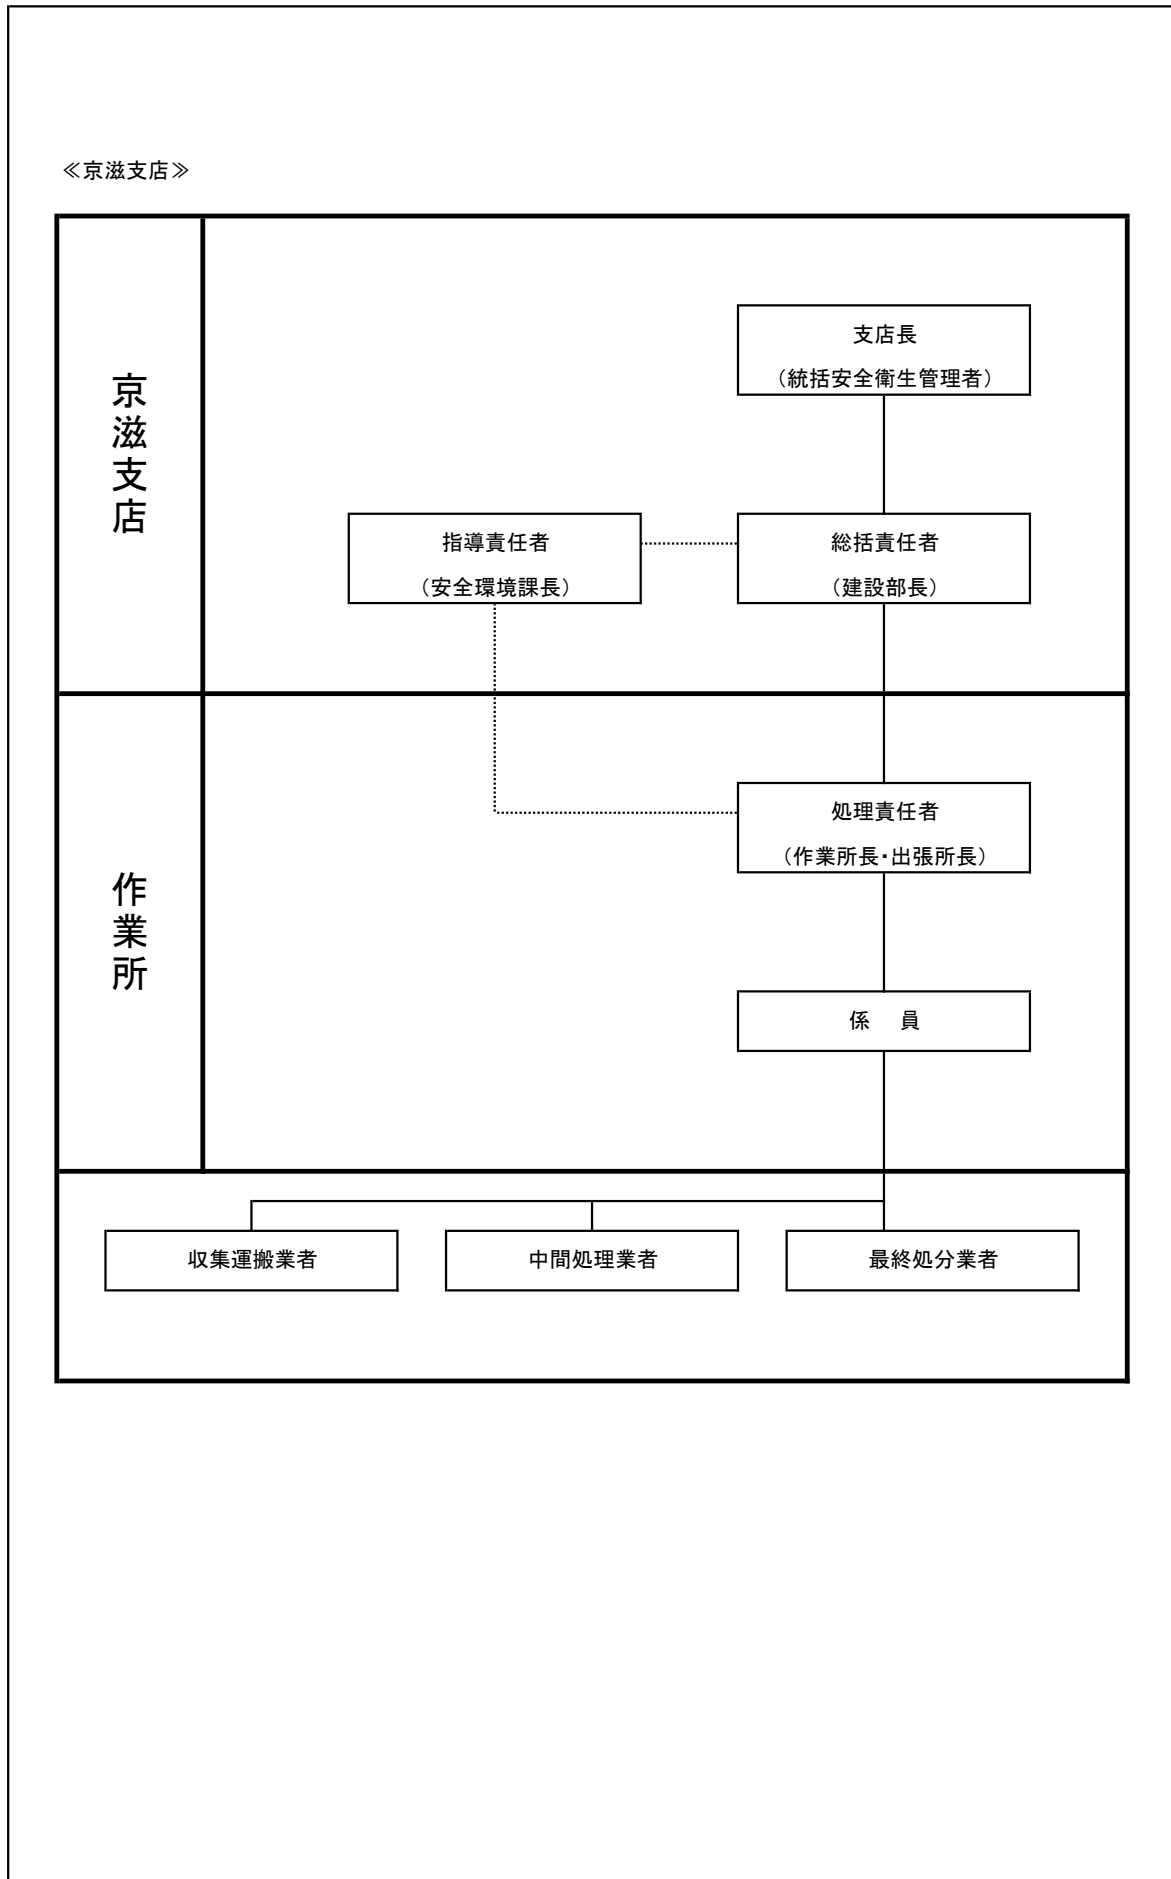 ≪京滋支店≫
京滋支店
支店長
（統括安全衛生管理者）
指導責任者
（安全環境課長）
総括責任者
（建設部長）
作業所
処理責任者
（作業所長・出張所長）
係　員
収集運搬業者
中間処理業者
最終処分業者